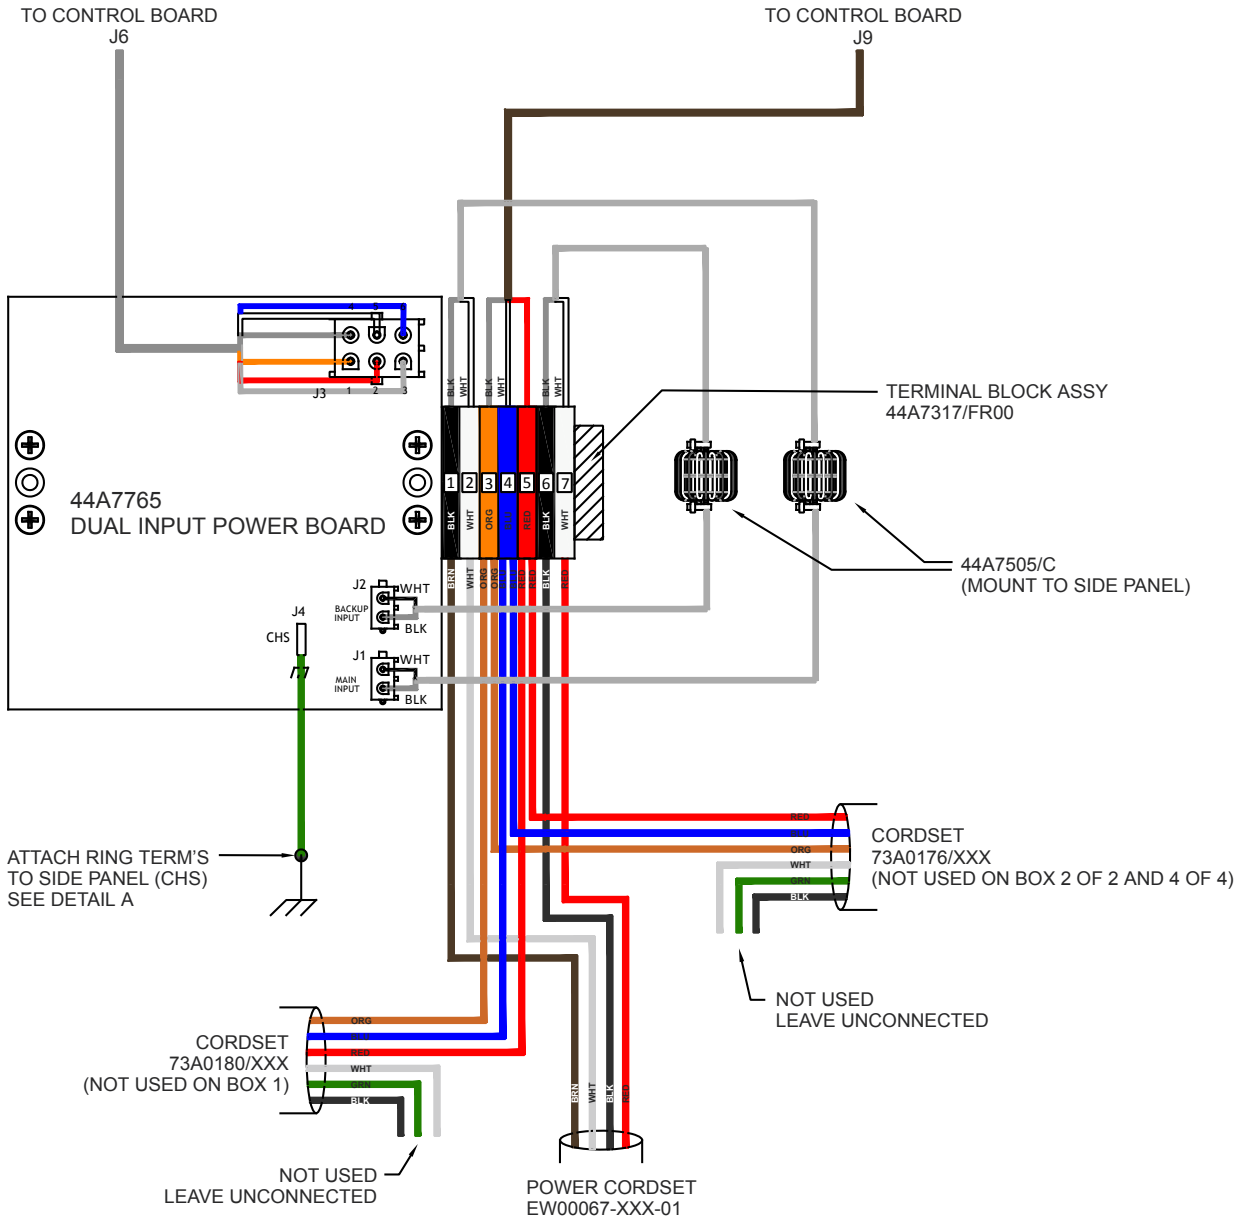 TO CONTROL BOARD
J6
TO CONTROL BOARD
J9
4 5 6
J3 1 2 3
BLK WHT BLK WHT BLK WHT
TERMINAL BLOCK ASSY
44A7317/FR00
1 2 3 4 5 6 7
44A7765
DUAL INPUT POWER BOARD
BLK WHT ORG BLU RED BLK WHT
44A7505/C
(MOUNT TO SIDE PANEL)
BRN WHT ORG ORG BLU BLU RED RED BLK RED
J2 WHT
BACKUP
INPUT
BLK
J4
CHS
J1 WHT
MAIN
INPUT
BLK
RED
BLU
ORG
WHT
GRN
BLK
CORDSET
73A0176/XXX
(NOT USED ON BOX 2 OF 2 AND 4 OF 4)
ATTACH RING TERM'S
TO SIDE PANEL (CHS)
SEE DETAIL A
NOT USED
LEAVE UNCONNECTED
CORDSET
73A0180/XXX
(NOT USED ON BOX 1)
ORG
RED
WHT
GRN
BLK
BRN WHT BLK RED
NOT USED
LEAVE UNCONNECTED
POWER CORDSET
EW00067-XXX-01